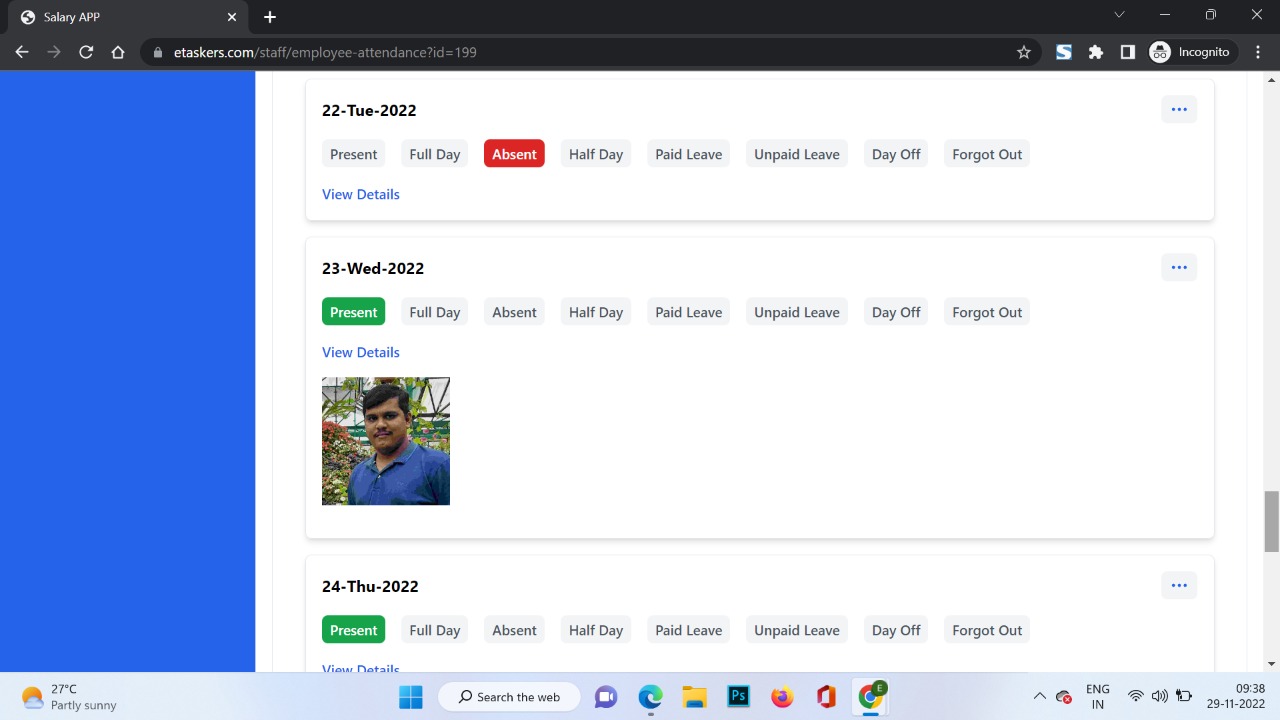 Salary APP
etaskers.com/staff/employee-attendance?id=199
Incognito
22-Tue-2022
Present Full Day Absent Half Day Paid Leave Unpaid Leave Day Off Forgot Out
View Details
23-Wed-2022
Present Full Day Absent Half Day Paid Leave Unpaid Leave Day Off Forgot Out
View Details
24-Thu-2022
Present Full Day Absent Half Day Paid Leave Unpaid Leave Day Off Forgot Out
View Details
27°C
Partly sunny
Search the web
Ps
E
ENG
IN
09:38
29-11-2022